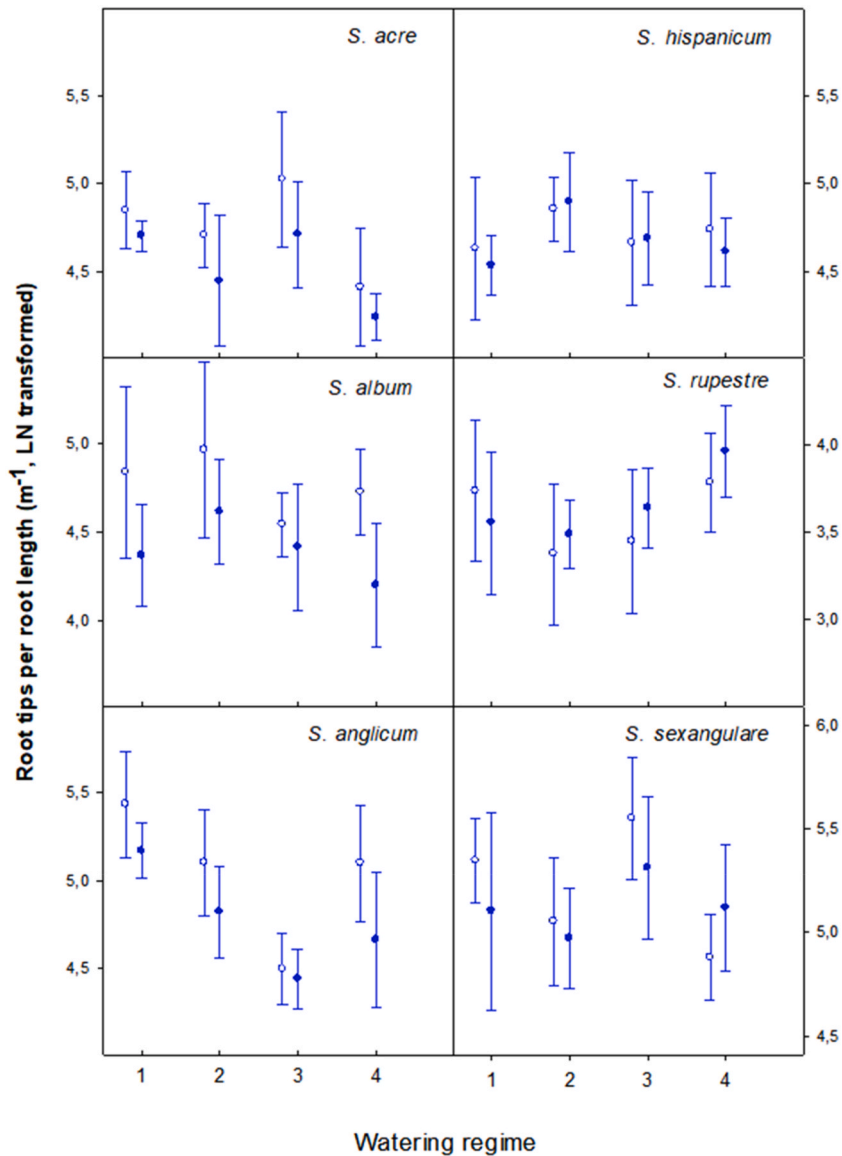 S. acre
S. hispanicum
5,5
5,0
4,5
5,5
5,0
4,5
S. album
S. rupestre
5,0
4,5
4,0
4,0
3,5
3,0
S. anglicum
S. sexangulare
5,5
5,0
4,5
6,0
5,5
5,0
4,5
Root tips per root length (m⁻¹, LN transformed)
1 2 3 4 1 2 3 4
Watering regime